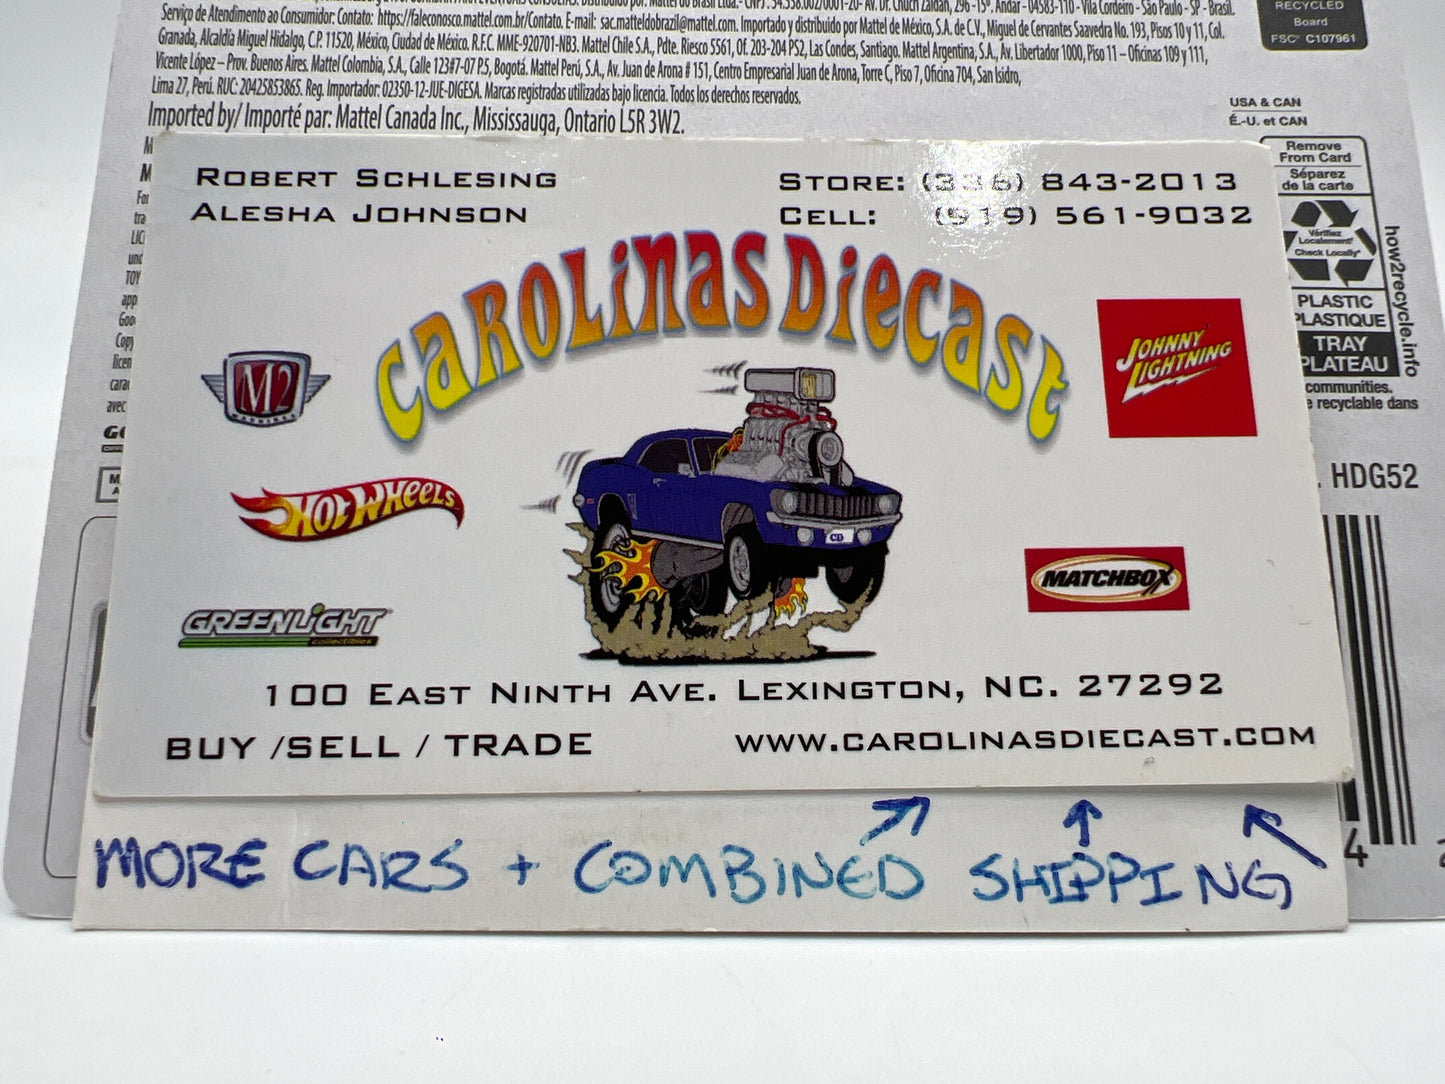 Serviço de Atendimento ao Consumidor: Contato: https://faleconosco.mattel.com.br/Contato. E-mail: sac.matteldobrazil@mattel.com. Importado y distribuido por Mattel de México, S.A. de C.V., Miguel de Cervantes Saavedra No. 193, Pisos 10 y 11, Col.
Granada, Alcaldía Miguel Hidalgo, C.P. 11520, México, Ciudad de México. R.F.C. MME-920701-NB3. Mattel Chile S.A., Pdte. Riesco 5561, Of. 203-204 PS2, Las Condes, Santiago. Mattel Argentina, S.A., Av. Libertador 1000, Piso 11 – Oficinas 109 y 111,
Vicente López – Prov. Buenos Aires. Mattel Colombia, S.A., Calle 123#7-07 P.5, Bogotá. Mattel Perú, S.A., Av. Juan de Arona # 151, Centro Empresarial Juan de Arona, Torre C, Piso 7, Oficina 704, San Isidro,
Lima 27, Perú. RUC: 20425853865. Reg. Importador: 02350-12-JUE-DIGESA. Marcas registradas utilizadas bajo licencia. Todos los derechos reservados.
Imported by/ Importé par: Mattel Canada Inc., Mississauga, Ontario L5R 3W2.
RECYCLED
Board
FSC® C107961
USA & CAN
É.-U. et CAN
Remove
From Card
Séparez
de la carte
Vérifiez
Localement!
Check Locally*
PLASTIC
PLASTIQUE
TRAY
PLATEAU
how2recycle.info
communities.
recyclable dans
HDG52
4
Robert Schlesing
Alesha Johnson
Store: (336) 843-2013
Cell: (919) 561-9032
CAROLiNAS DiECAST
M2
MACHINES
JOHNNY
LIGHTNING
HOT WHEELS
CD
MATCHBOX
GREENLIGHT
collectibles
100 East Ninth Ave. Lexington, NC. 27292
BUY /SELL / TRADE
www.carolinasdiecast.com
MORE CARS + COMBINED SHIPPING